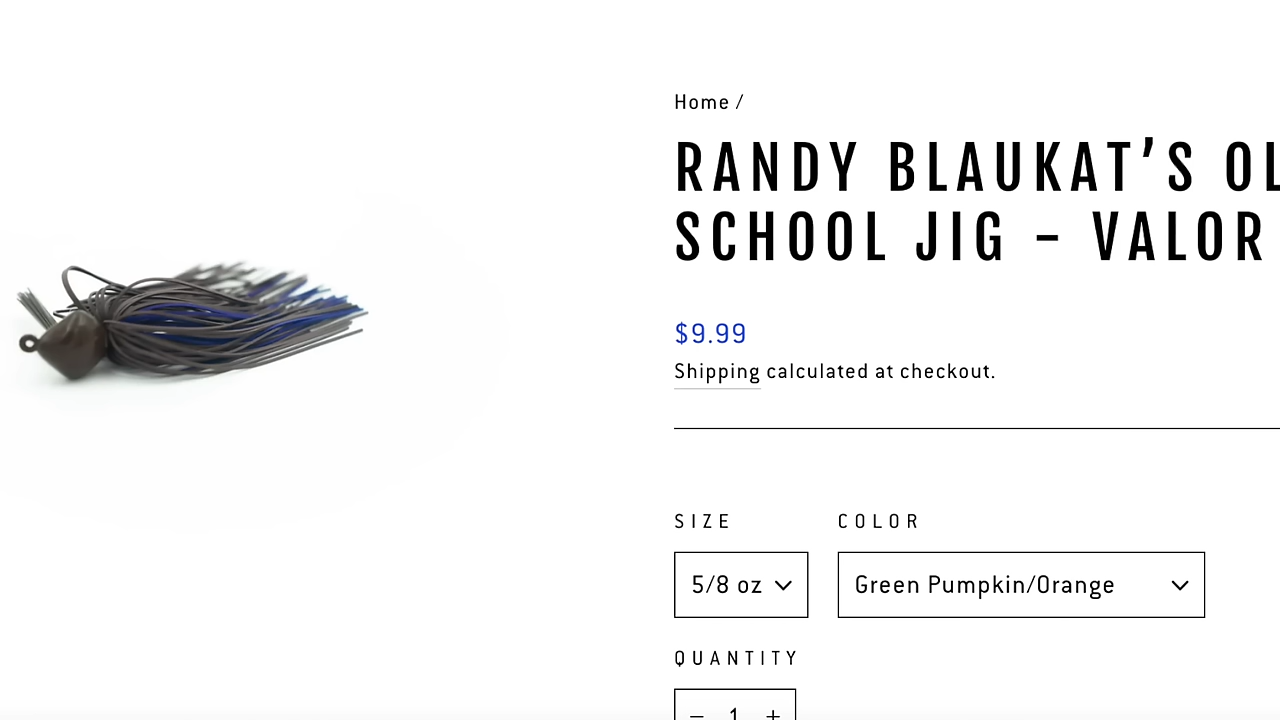 Home /
RANDY BLAUKAT’S OL
SCHOOL JIG - VALOR
$9.99
Shipping calculated at checkout.
SIZE COLOR
5/8 oz Green Pumpkin/Orange
QUANTITY
− 1 +